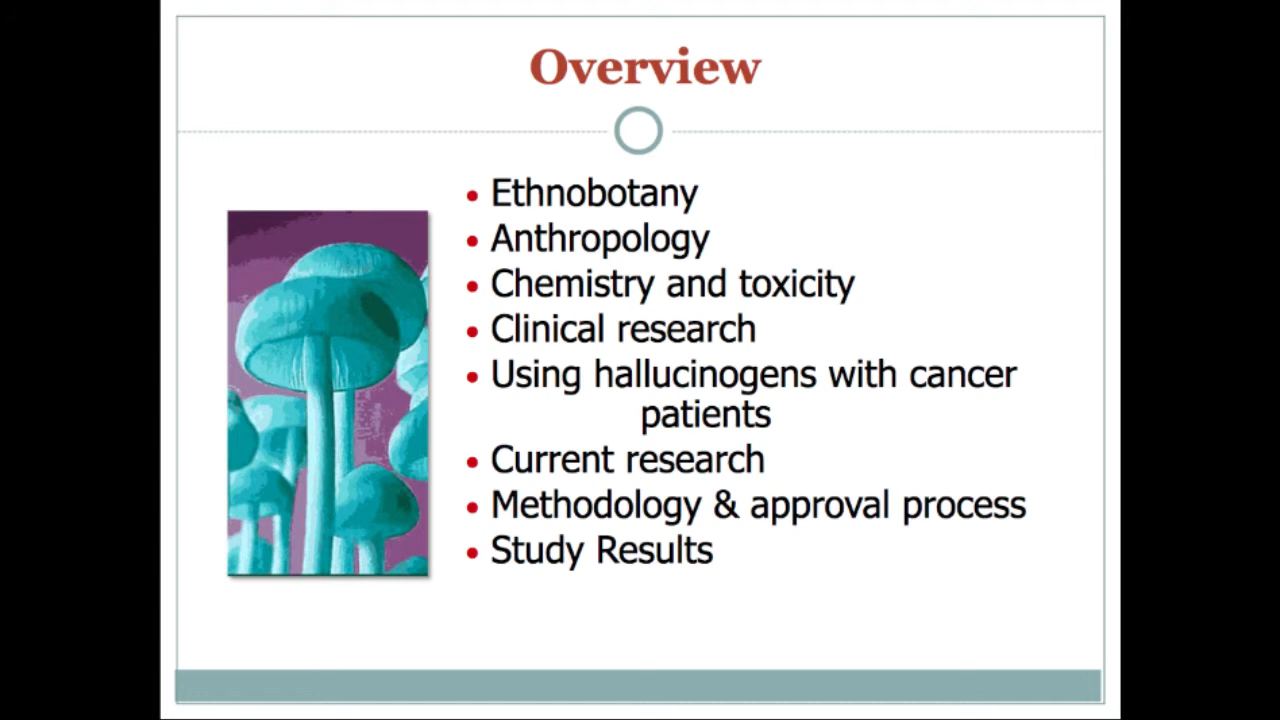 Overview
• Ethnobotany
• Anthropology
• Chemistry and toxicity
• Clinical research
• Using hallucinogens with cancer
patients
• Current research
• Methodology & approval process
• Study Results